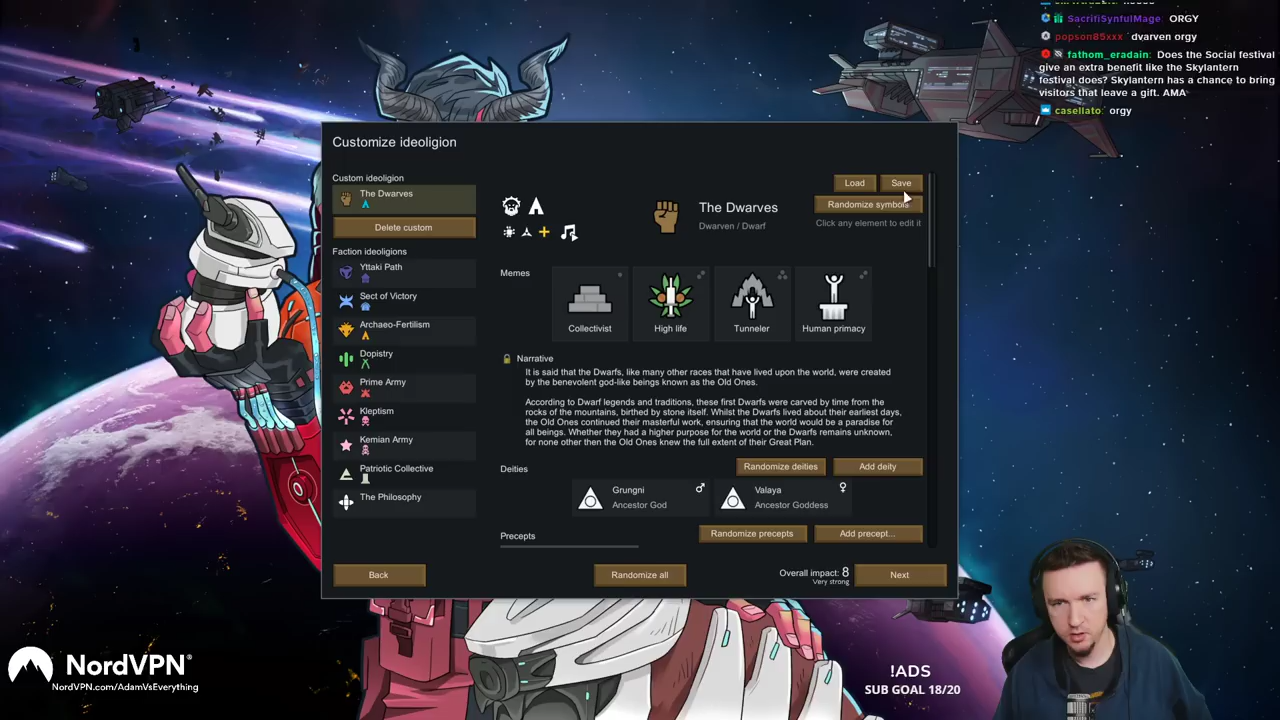 SacrifiSynfulMage: ORGY
popson85xxx: dvarven orgy
fathom_eradain: Does the Social festival
give an extra benefit like the Skylantern
festival does? Skylantern has a chance to bring
visitors that leave a gift. AMA
casellato: orgy
Customize ideoligion
Custom ideoligion
The Dwarves
Delete custom
Faction ideoligions
Yttaki Path
Sect of Victory
Archaeo-Fertilism
Dopistry
Prime Army
Kleptism
Kemian Army
Patriotic Collective
The Philosophy
Load
Save
The Dwarves
Dwarven / Dwarf
Randomize symbols
Click any element to edit it
Memes
Collectivist
High life
Tunneler
Human primacy
Narrative
It is said that the Dwarfs, like many other races that have lived upon the world, were created
by the benevolent god-like beings known as the Old Ones.
According to Dwarf legends and traditions, these first Dwarfs were carved by time from the
rocks of the mountains, birthed by stone itself. Whilst the Dwarfs lived about their earliest days,
the Old Ones continued their masterful work, ensuring that the world would be a paradise for
all beings. Whether they had a higher purpose for the world or the Dwarfs remains unknown,
for none other then the Old Ones knew the full extent of their Great Plan.
Deities
Randomize deities
Add deity
Grungni
Ancestor God
Valaya
Ancestor Goddess
Precepts
Randomize precepts
Add precept...
Back
Randomize all
Overall impact: 8
Very strong
Next
NordVPN®
NordVPN.com/AdamVsEverything
!ADS
SUB GOAL 18/20